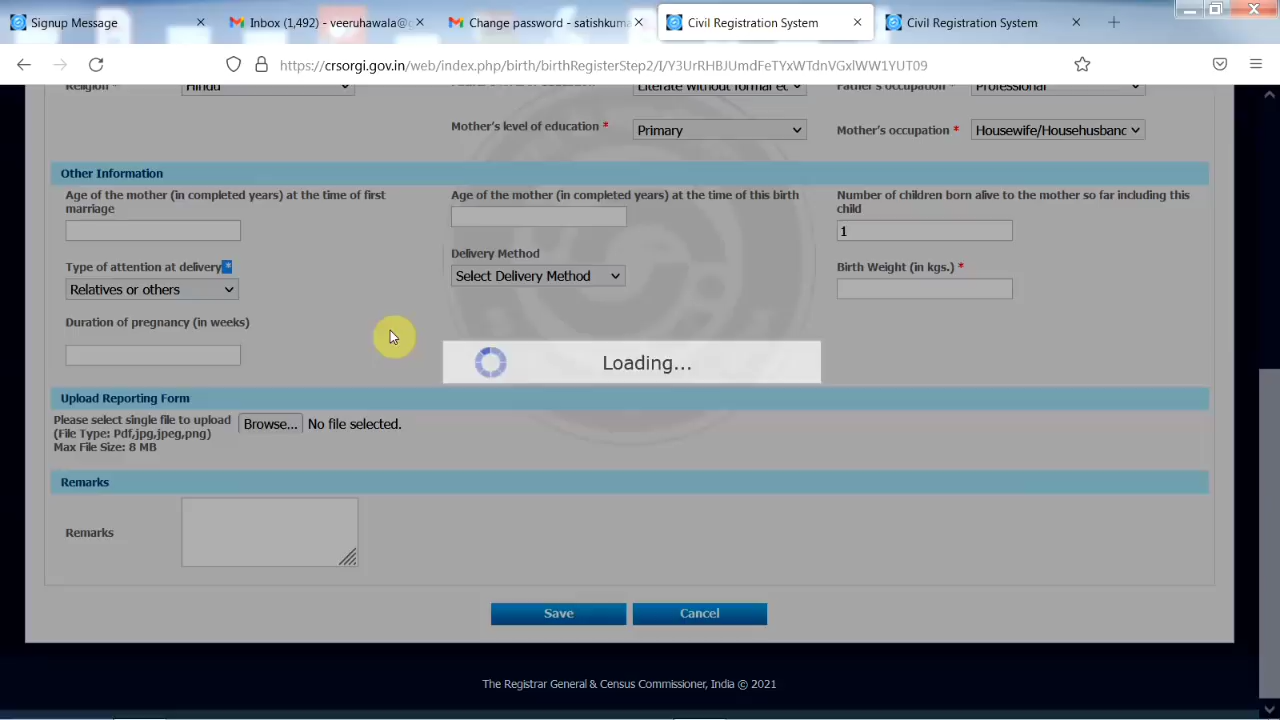 Signup Message
Inbox (1,492) - veeruhawala@
Change password - satishkuma
Civil Registration System
Civil Registration System
https://crsorgi.gov.in/web/index.php/birth/birthRegisterStep2/I/Y3UrRHBJUmdFeTYxWTdnVGxlWW1YUT09
Religion * Hindu Literate without formal ec Father's occupation * Professional
Mother's level of education * Primary Mother's occupation * Housewife/Househusband
Other Information
Age of the mother (in completed years) at the time of first
marriage
Age of the mother (in completed years) at the time of this birth
Number of children born alive to the mother so far including this
child
1
Type of attention at delivery *
Relatives or others
Delivery Method
Select Delivery Method
Birth Weight (in kgs.) *
Duration of pregnancy (in weeks)
Loading...
Upload Reporting Form
Please select single file to upload
(File Type: Pdf,jpg,jpeg,png)
Max File Size: 8 MB
Browse... No file selected.
Remarks
Remarks
Save Cancel
The Registrar General & Census Commissioner, India © 2021